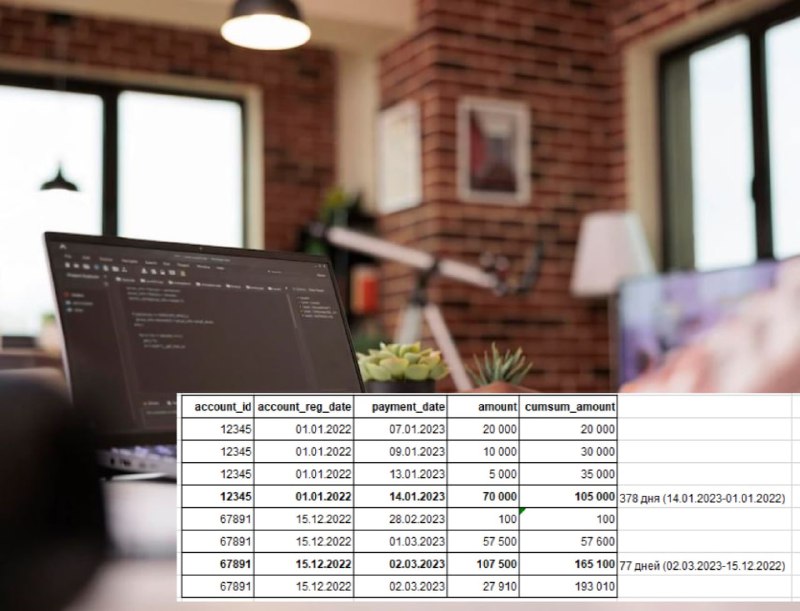 account_id account_reg_date payment_date amount cumsum_amount
12345 01.01.2022 07.01.2023 20 000 20 000
12345 01.01.2022 09.01.2023 10 000 30 000
12345 01.01.2022 13.01.2023 5 000 35 000
12345 01.01.2022 14.01.2023 70 000 105 000 378 дня (14.01.2023-01.01.2022)
67891 15.12.2022 28.02.2023 100 100
67891 15.12.2022 01.03.2023 57 500 57 600
67891 15.12.2022 02.03.2023 107 500 165 100 77 дней (02.03.2023-15.12.2022)
67891 15.12.2022 02.03.2023 27 910 193 010